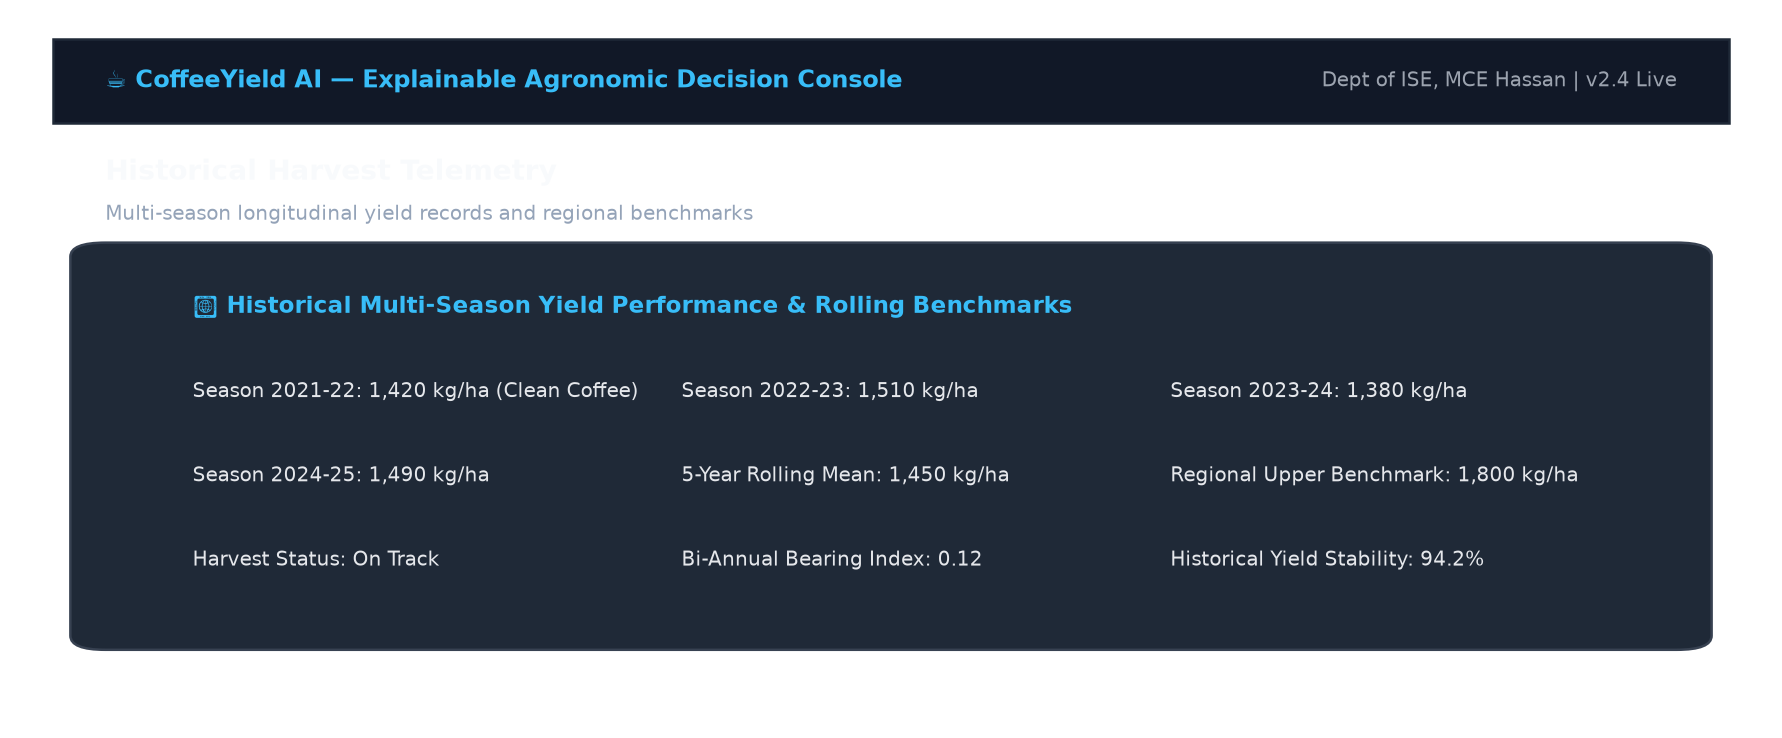 ☕ CoffeeYield AI — Explainable Agronomic Decision Console
Dept of ISE, MCE Hassan | v2.4 Live
Historical Harvest Telemetry
Multi-season longitudinal yield records and regional benchmarks
Historical Multi-Season Yield Performance & Rolling Benchmarks
Season 2021-22: 1,420 kg/ha (Clean Coffee)
Season 2022-23: 1,510 kg/ha
Season 2023-24: 1,380 kg/ha
Season 2024-25: 1,490 kg/ha
5-Year Rolling Mean: 1,450 kg/ha
Regional Upper Benchmark: 1,800 kg/ha
Harvest Status: On Track
Bi-Annual Bearing Index: 0.12
Historical Yield Stability: 94.2%